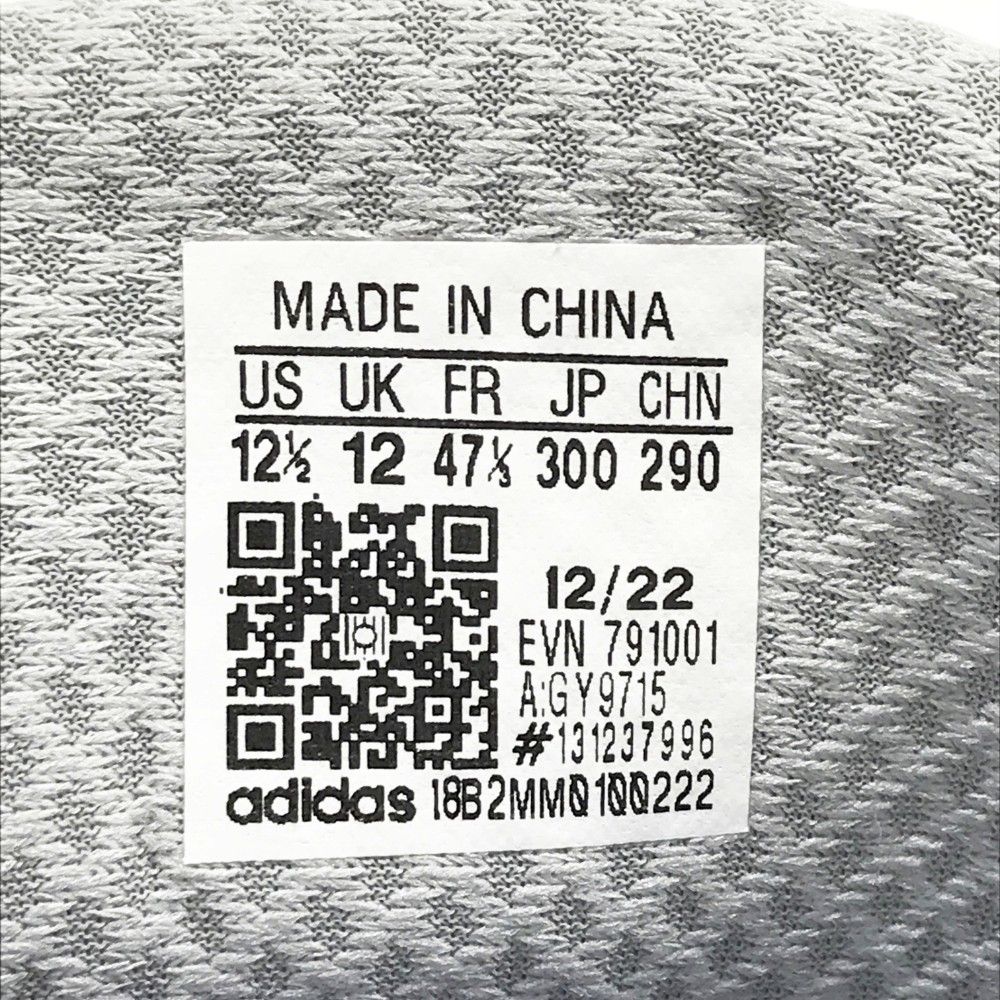 MADE IN CHINA
US UK FR JP CHN
12½ 12 47⅓ 300 290
12/22
EVN 791001
A:GY9715
#131237996
adidas 18B2MM0100222